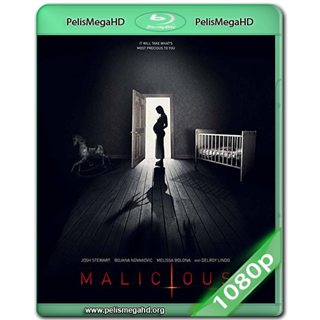 PelisMegaHD
PelisMegaHD
IT WILL TAKE WHAT'S
MOST PRECIOUS TO YOU
JOSH STEWART BOJANA NOVAKOVIC MELISSA BOLONA AND DELROY LINDO
MALICIOUS
1080p
www.pelismegahd.org